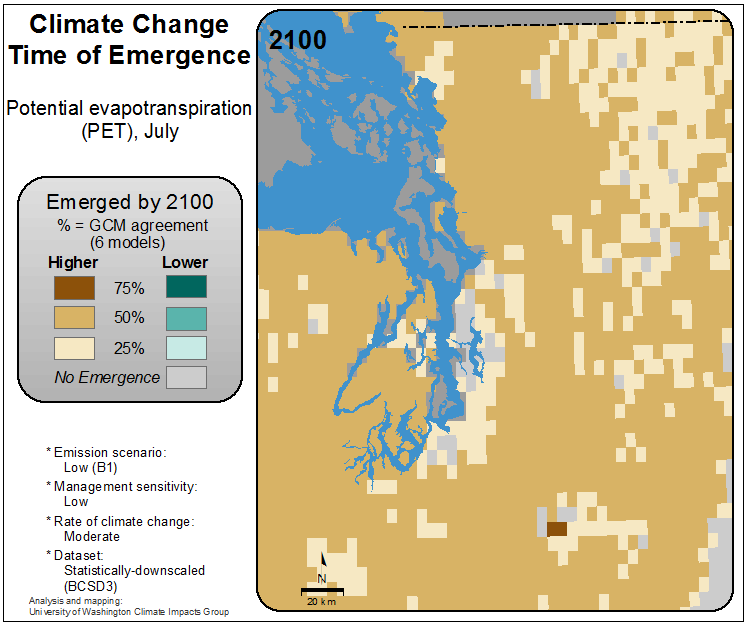 Climate Change
Time of Emergence
Potential evapotranspiration
(PET), July
Emerged by 2100
% = GCM agreement
(6 models)
Higher Lower
75%
50%
25%
No Emergence
* Emission scenario:
Low (B1)
* Management sensitivity:
Low
* Rate of climate change:
Moderate
* Dataset:
Statistically-downscaled
(BCSD3)
Analysis and mapping:
University of Washington Climate Impacts Group
2100
N
20 km